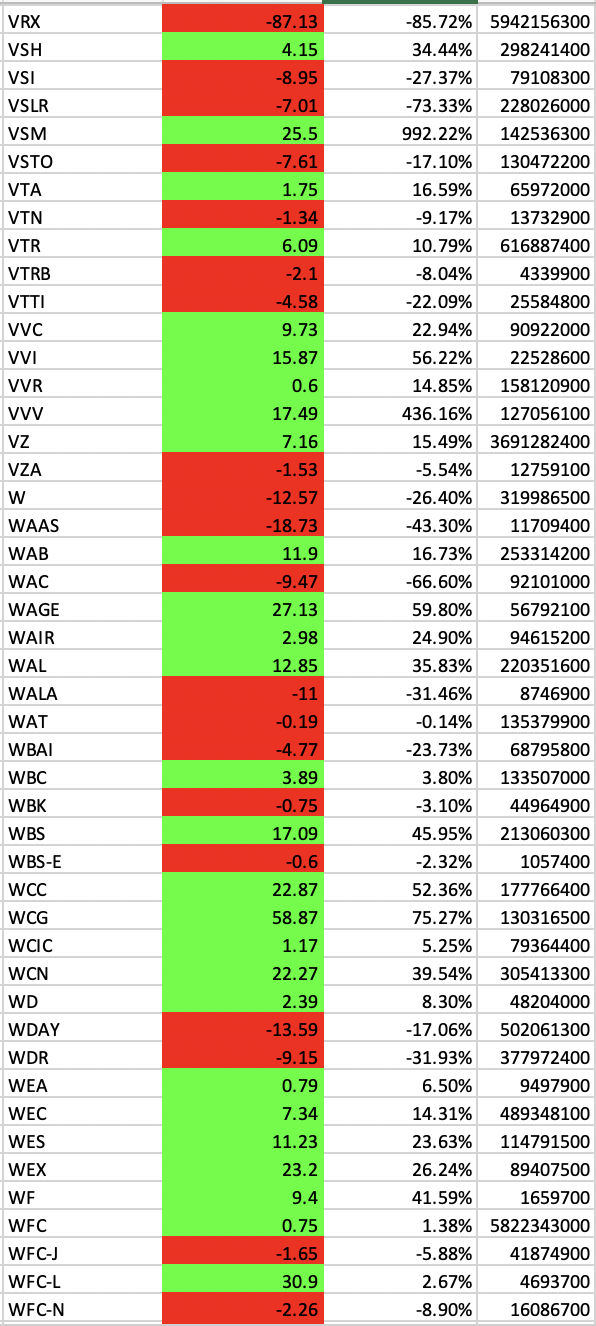 VRX -87.13 -85.72% 5942156300
VSH 4.15 34.44% 298241400
VSI -8.95 -27.37% 79108300
VSLR -7.01 -73.33% 228026000
VSM 25.5 992.22% 142536300
VSTO -7.61 -17.10% 130472200
VTA 1.75 16.59% 65972000
VTN -1.34 -9.17% 13732900
VTR 6.09 10.79% 616887400
VTRB -2.1 -8.04% 4339900
VTTI -4.58 -22.09% 25584800
VVC 9.73 22.94% 90922000
VVI 15.87 56.22% 22528600
VVR 0.6 14.85% 158120900
VVV 17.49 436.16% 127056100
VZ 7.16 15.49% 3691282400
VZA -1.53 -5.54% 12759100
W -12.57 -26.40% 319986500
WAAS -18.73 -43.30% 11709400
WAB 11.9 16.73% 253314200
WAC -9.47 -66.60% 92101000
WAGE 27.13 59.80% 56792100
WAIR 2.98 24.90% 94615200
WAL 12.85 35.83% 220351600
WALA -11 -31.46% 8746900
WAT -0.19 -0.14% 135379900
WBAI -4.77 -23.73% 68795800
WBC 3.89 3.80% 133507000
WBK -0.75 -3.10% 44964900
WBS 17.09 45.95% 213060300
WBS-E -0.6 -2.32% 1057400
WCC 22.87 52.36% 177766400
WCG 58.87 75.27% 130316500
WCIC 1.17 5.25% 79364400
WCN 22.27 39.54% 305413300
WD 2.39 8.30% 48204000
WDAY -13.59 -17.06% 502061300
WDR -9.15 -31.93% 377972400
WEA 0.79 6.50% 9497900
WEC 7.34 14.31% 489348100
WES 11.23 23.63% 114791500
WEX 23.2 26.24% 89407500
WF 9.4 41.59% 1659700
WFC 0.75 1.38% 5822343000
WFC-J -1.65 -5.88% 41874900
WFC-L 30.9 2.67% 4693700
WFC-N -2.26 -8.90% 16086700